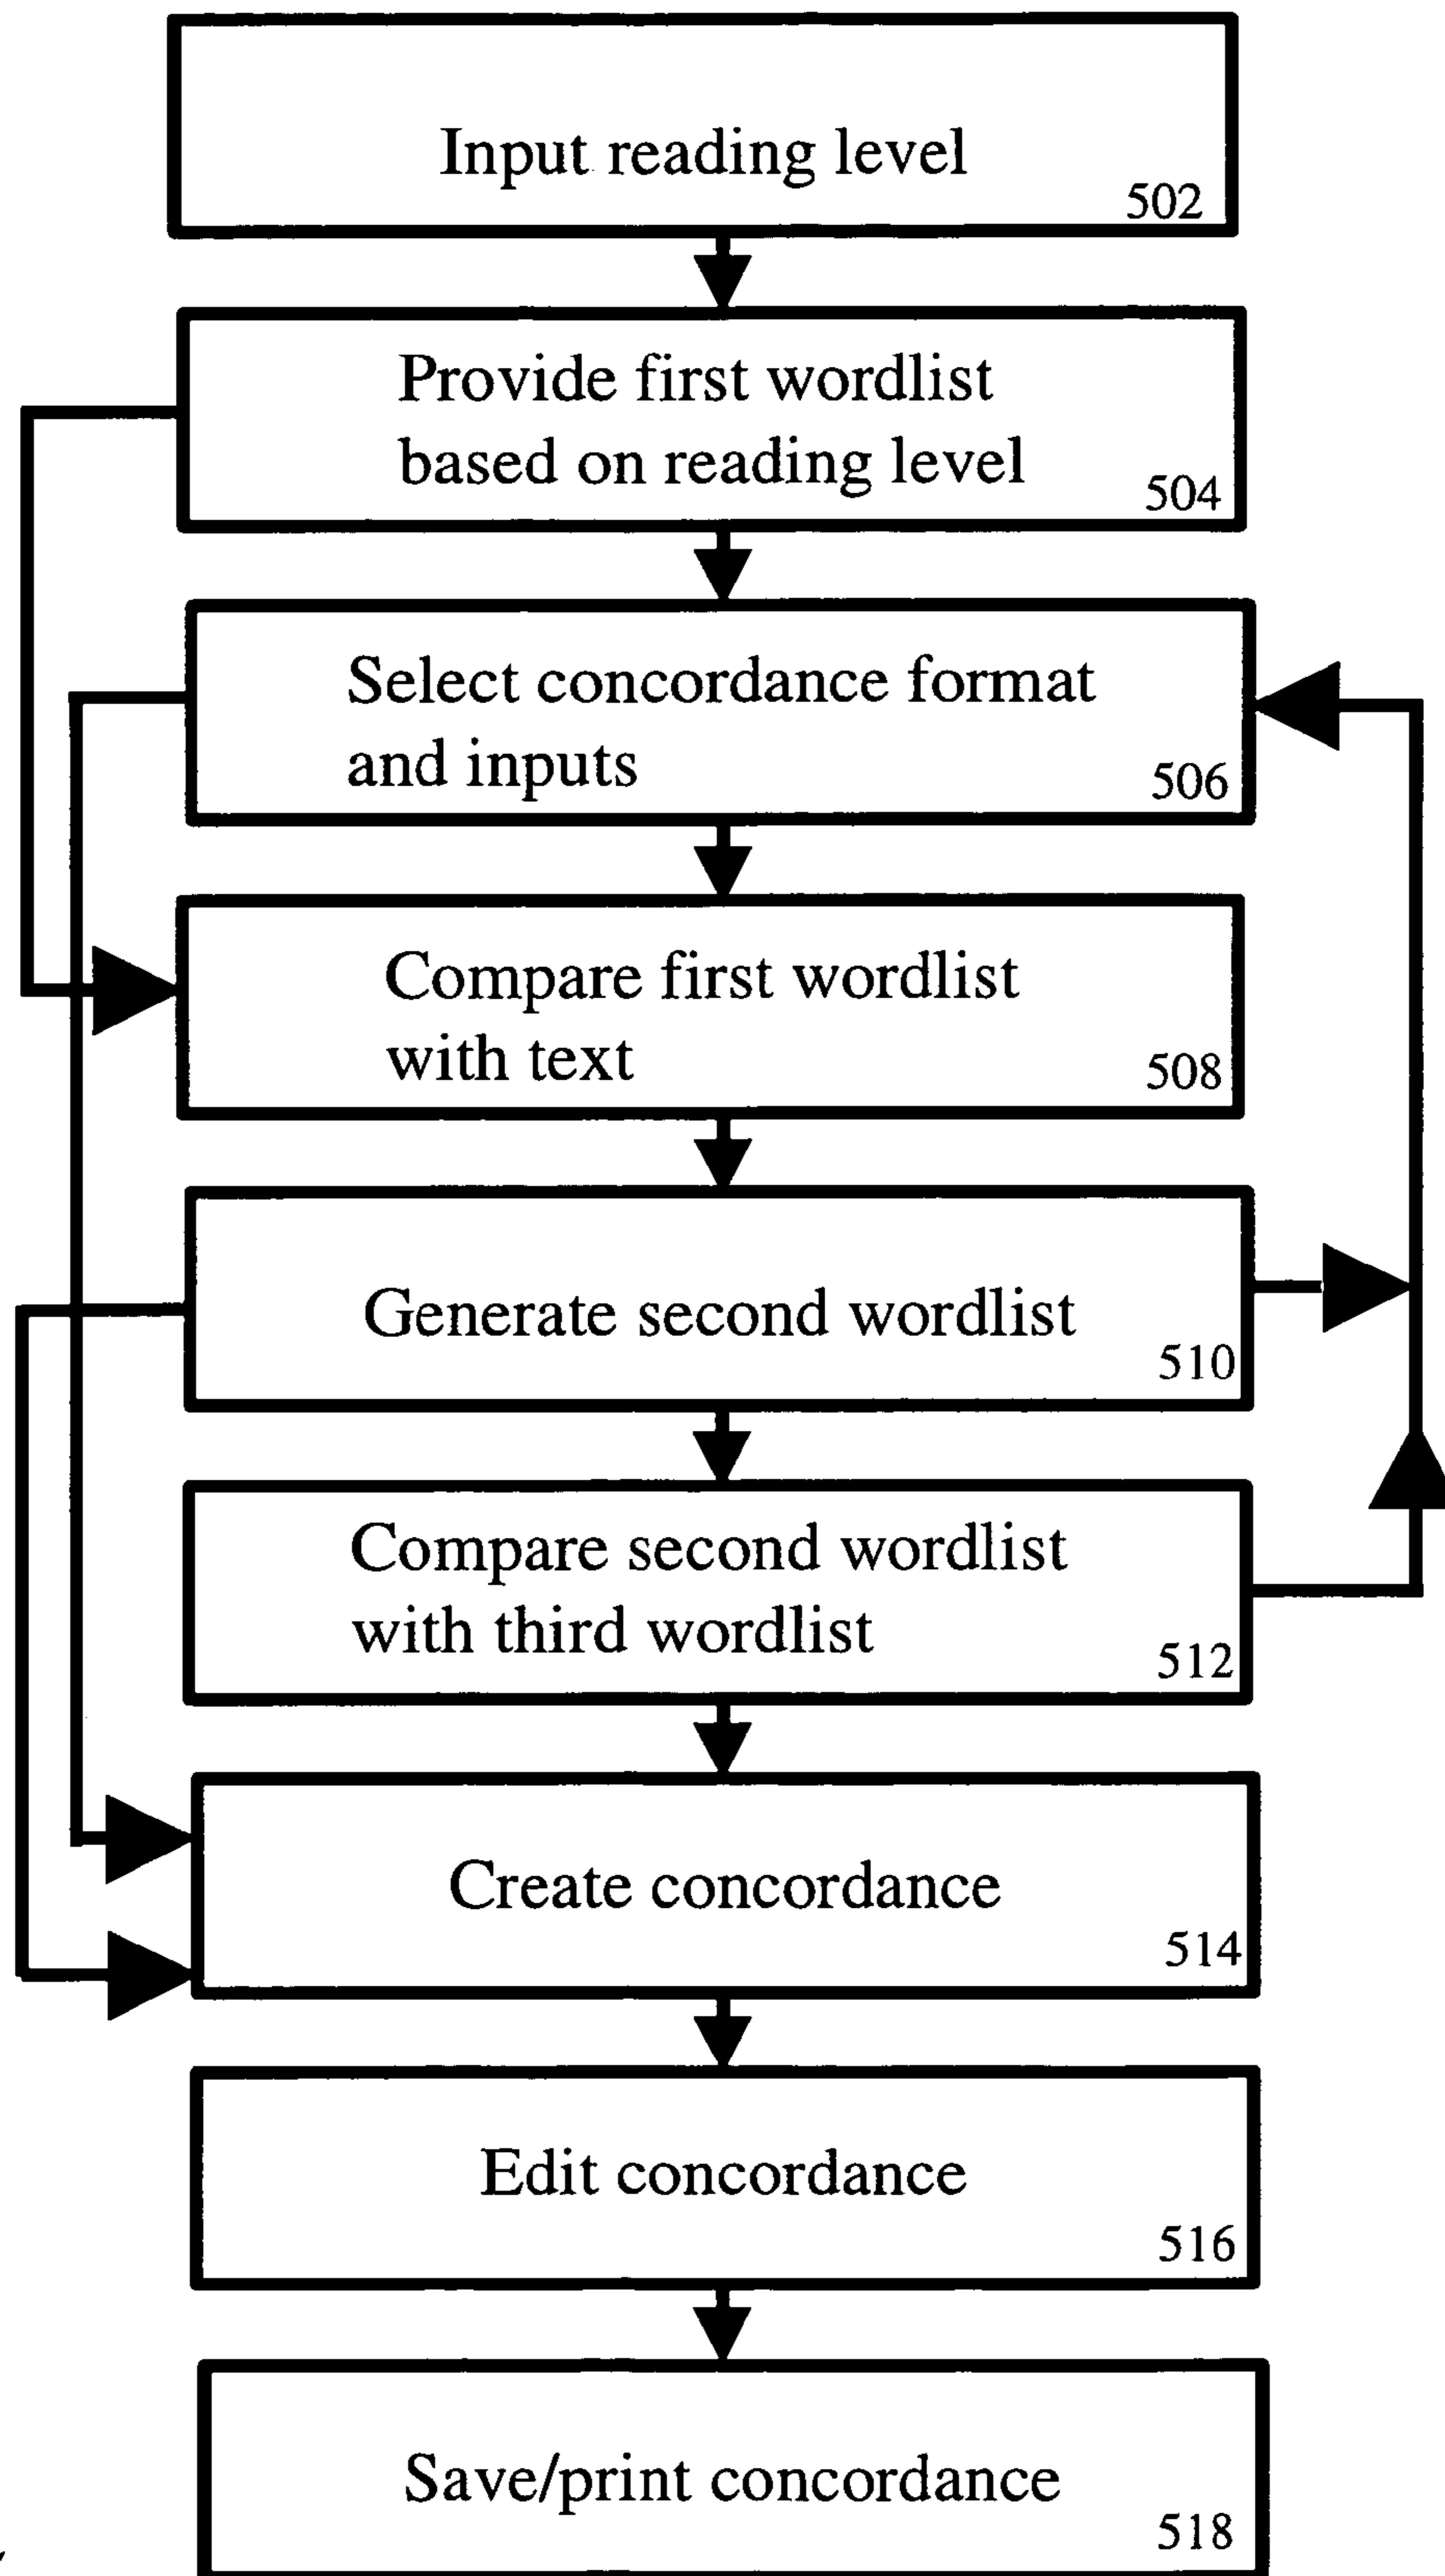 Input reading level
502
Provide first wordlist
based on reading level
504
Select concordance format
and inputs
506
Compare first wordlist
with text
508
Generate second wordlist
510
Compare second wordlist
with third wordlist
512
Create concordance
514
Edit concordance
516
Save/print concordance
518